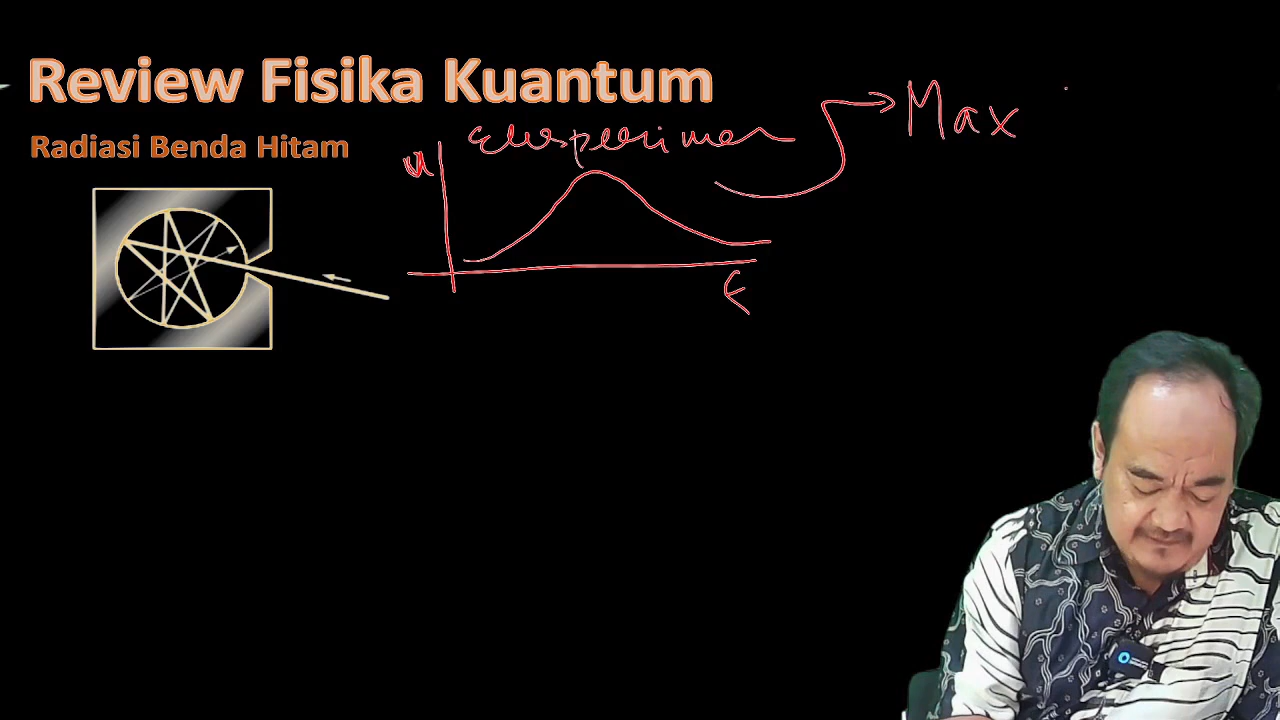 Review Fisika Kuantum
Radiasi Benda Hitam
Eksperimen
Max
u
E